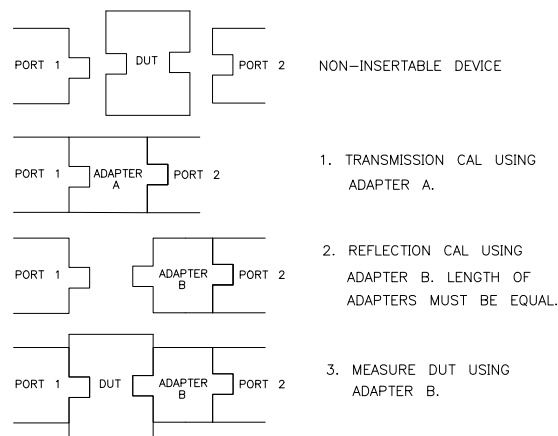 PORT 1
DUT
PORT 2
NON-INSERTABLE DEVICE
PORT 1
ADAPTER
A
PORT 2
1. TRANSMISSION CAL USING
ADAPTER A.
PORT 1
ADAPTER
B
PORT 2
2. REFLECTION CAL USING
ADAPTER B. LENGTH OF
ADAPTERS MUST BE EQUAL.
PORT 1
DUT
ADAPTER
B
PORT 2
3. MEASURE DUT USING
ADAPTER B.